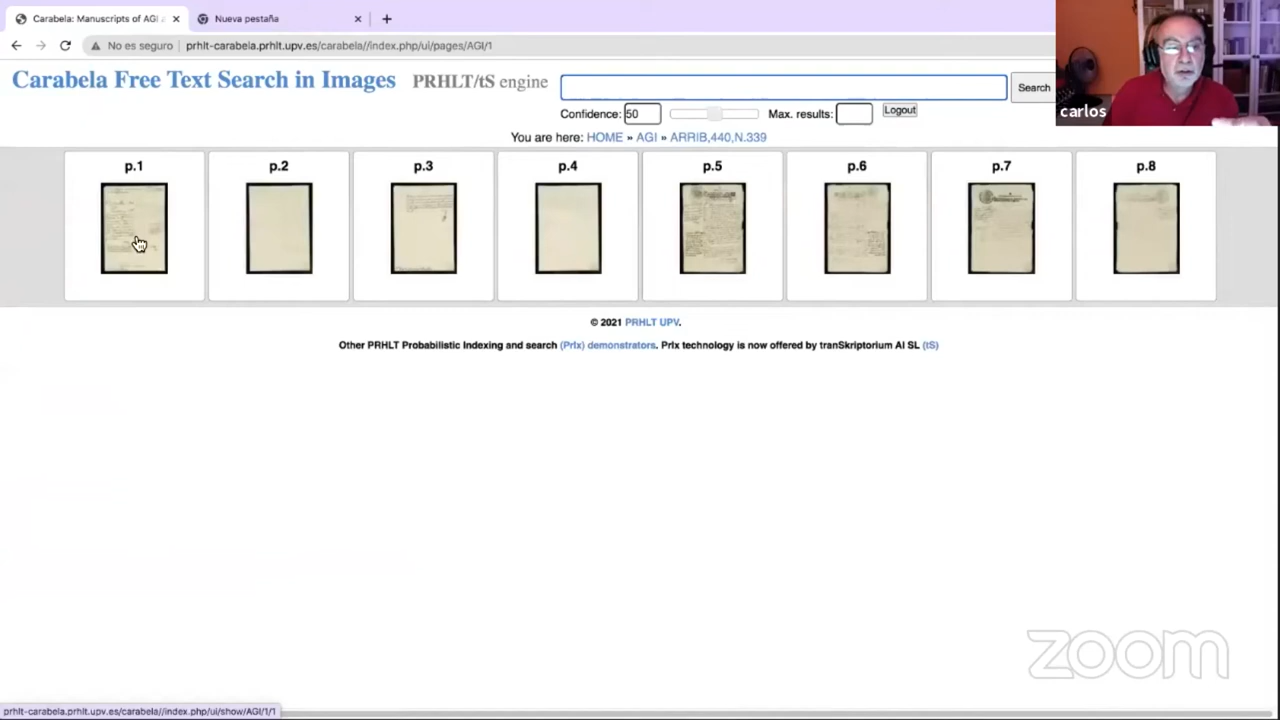 Carabela: Manuscripts of AGI
Nueva pestaña
No es seguro
prhlt-carabela.prhlt.upv.es/carabela//index.php/ui/pages/AGI/1
Carabela Free Text Search in Images
PRHLT/tS engine
Search
Confidence: 50
Max. results:
Logout
You are here: HOME » AGI » ARRIB,440,N.339
carlos
p.1
p.2
p.3
p.4
p.5
p.6
p.7
p.8
© 2021 PRHLT UPV.
Other PRHLT Probabilistic Indexing and search (PrIx) demonstrators. PrIx technology is now offered by tranSkriptorium AI SL (tS)
zoom
prhlt-carabela.prhlt.upv.es/carabela//index.php/ui/show/AGI/1/1